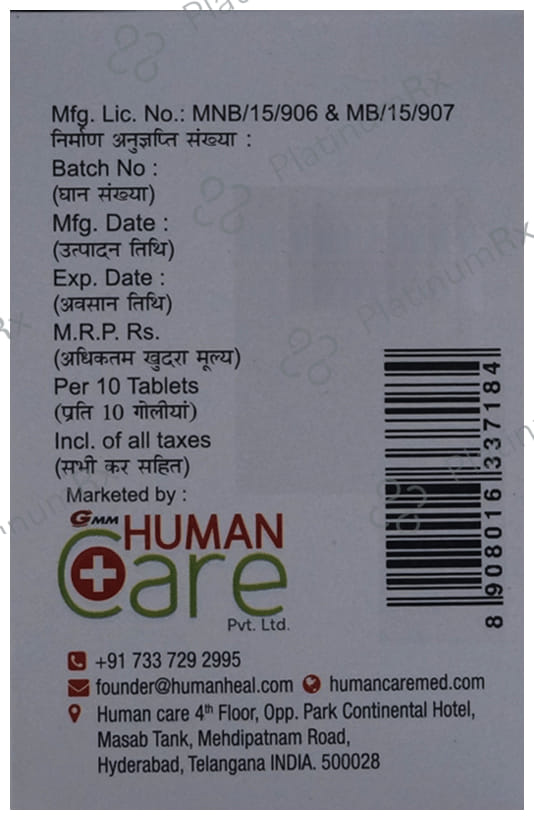 Mfg. Lic. No.: MNB/15/906 & MB/15/907
निर्माण अनुज्ञप्ति संख्या :
Batch No :
(घान संख्या)
Mfg. Date :
(उत्पादन तिथि)
Exp. Date :
(अवसान तिथि)
M.R.P. Rs.
(अधिकतम खुदरा मूल्य)
Per 10 Tablets
(प्रति 10 गोलीयां)
Incl. of all taxes
(सभी कर सहित)
Marketed by :
GMM HUMAN
Care
Pvt. Ltd.
+91 733 729 2995
founder@humanheal.com humancaremed.com
Human care 4th Floor, Opp. Park Continental Hotel,
Masab Tank, Mehdipatnam Road,
Hyderabad, Telangana INDIA. 500028
8 908016 337184
PlatinumRx
PlatinumRx